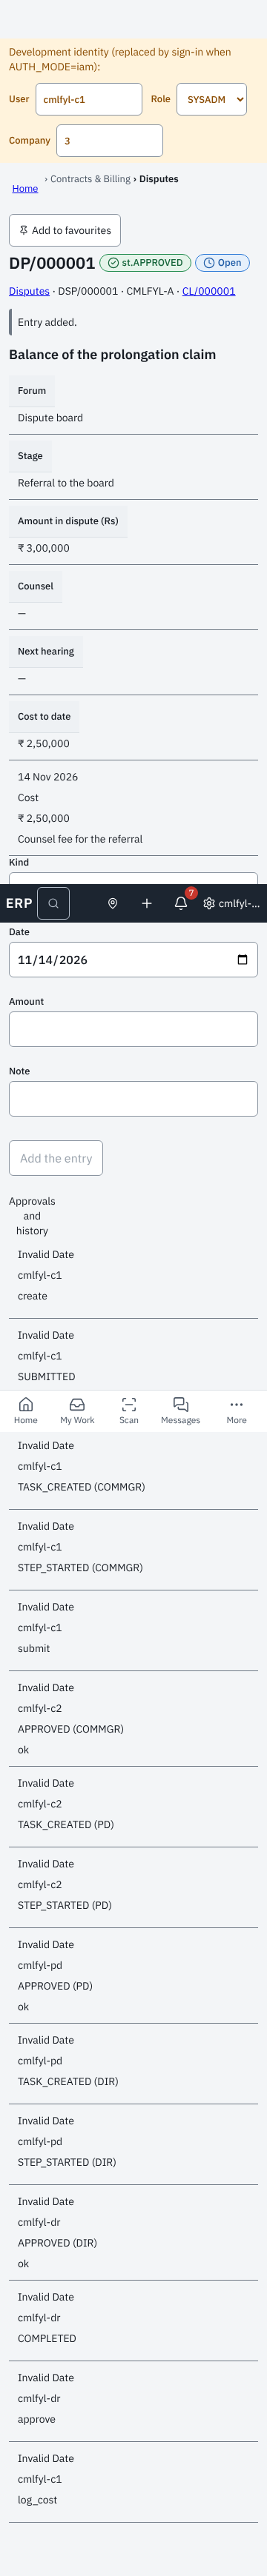 Development identity (replaced by sign-in when
AUTH_MODE=iam):
User cmlfyl-c1 Role SYSADM
Company 3
Home › Contracts & Billing › Disputes
Add to favourites
DP/000001 st.APPROVED Open
Disputes · DSP/000001 · CMLFYL-A · CL/000001
Entry added.
Balance of the prolongation claim
Forum
Dispute board
Stage
Referral to the board
Amount in dispute (Rs)
₹ 3,00,000
Counsel
—
Next hearing
—
Cost to date
₹ 2,50,000
14 Nov 2026
Cost
₹ 2,50,000
Counsel fee for the referral
Kind
ERP 7 cmlfyl-...
Date
11/14/2026
Amount
Note
Add the entry
Approvals
and
history
Invalid Date
cmlfyl-c1
create
Invalid Date
cmlfyl-c1
SUBMITTED
Home My Work Scan Messages More
Invalid Date
cmlfyl-c1
TASK_CREATED (COMMGR)
Invalid Date
cmlfyl-c1
STEP_STARTED (COMMGR)
Invalid Date
cmlfyl-c1
submit
Invalid Date
cmlfyl-c2
APPROVED (COMMGR)
ok
Invalid Date
cmlfyl-c2
TASK_CREATED (PD)
Invalid Date
cmlfyl-c2
STEP_STARTED (PD)
Invalid Date
cmlfyl-pd
APPROVED (PD)
ok
Invalid Date
cmlfyl-pd
TASK_CREATED (DIR)
Invalid Date
cmlfyl-pd
STEP_STARTED (DIR)
Invalid Date
cmlfyl-dr
APPROVED (DIR)
ok
Invalid Date
cmlfyl-dr
COMPLETED
Invalid Date
cmlfyl-dr
approve
Invalid Date
cmlfyl-c1
log_cost